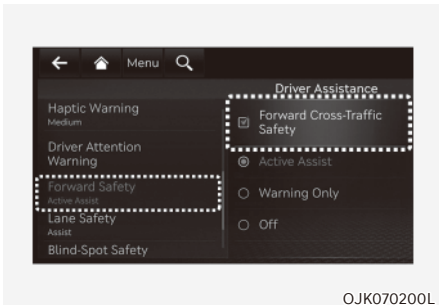 Menu
Driver Assistance
Haptic Warning
Medium
Driver Attention
Warning
Forward Safety
Active Assist
Lane Safety
Assist
Blind-Spot Safety
Forward Cross-Traffic
Safety
Active Assist
Warning Only
Off
OJK070200L